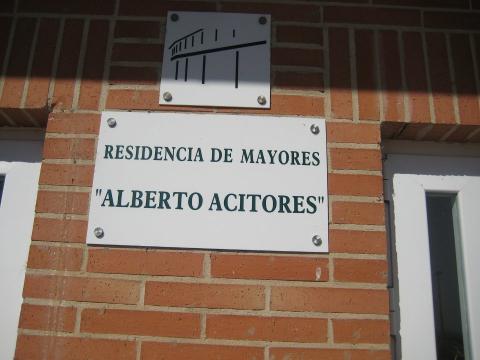 RESIDENCIA DE MAYORES
"ALBERTO ACITORES"